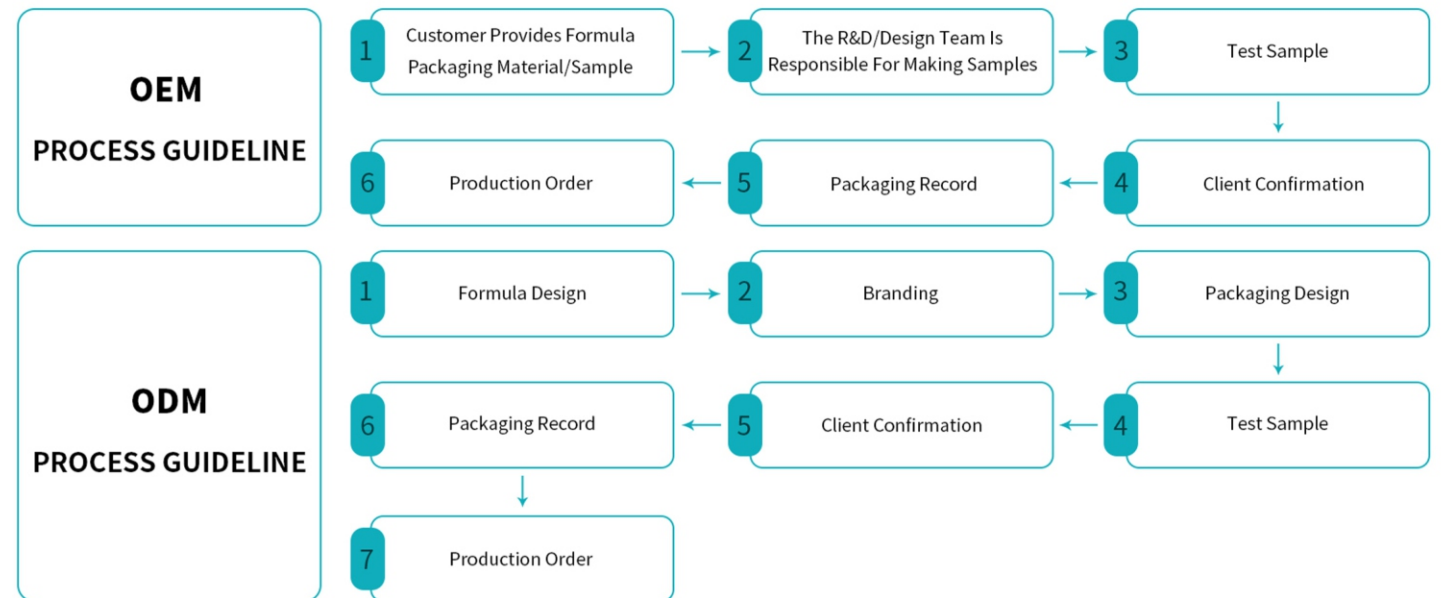 OEM
PROCESS GUIDELINE
1
Customer Provides Formula
Packaging Material/Sample
2
The R&D/Design Team Is
Responsible For Making Samples
3
Test Sample
4
Client Confirmation
5
Packaging Record
6
Production Order
ODM
PROCESS GUIDELINE
1
Formula Design
2
Branding
3
Packaging Design
4
Test Sample
5
Client Confirmation
6
Packaging Record
7
Production Order